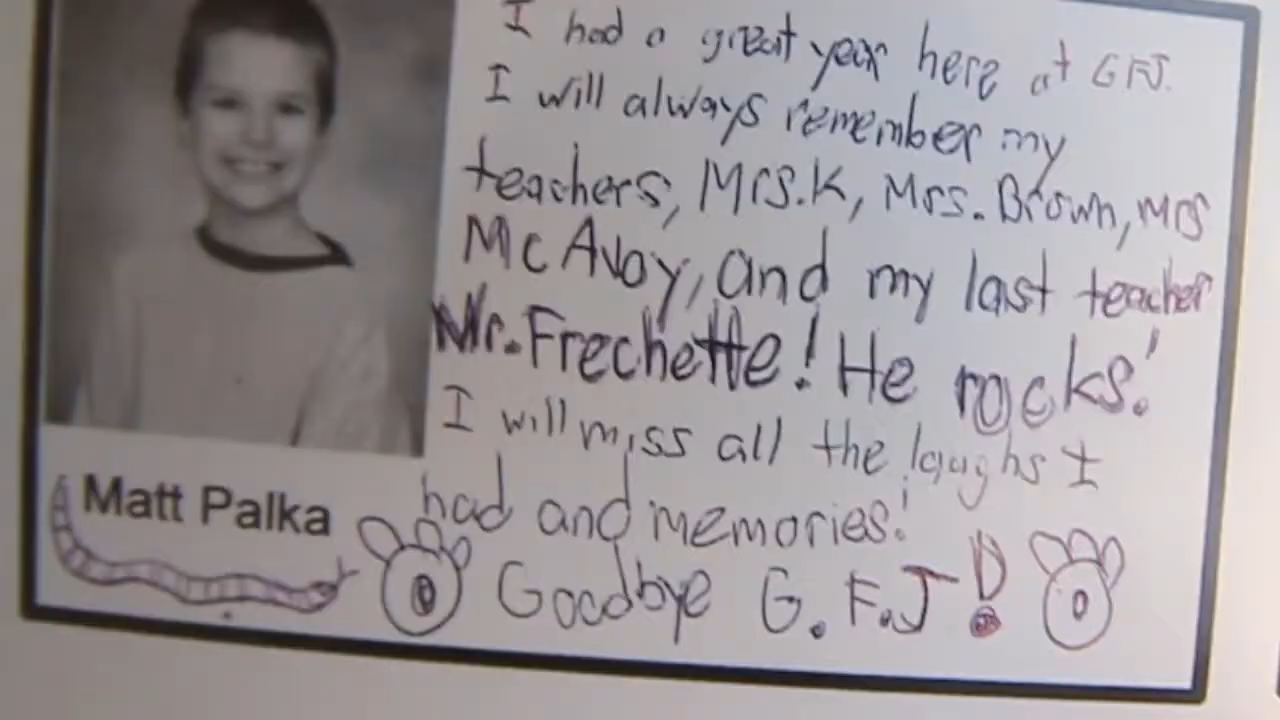 I had a great year here at GFJ.
I will always remember my
teachers, Mrs.K, Mrs. Brown, Mrs
McAvoy, and my last teacher
Mr. Frechette! He rocks!
I will miss all the laughs I
had and memories!
Goodbye G. F.J!
Matt Palka